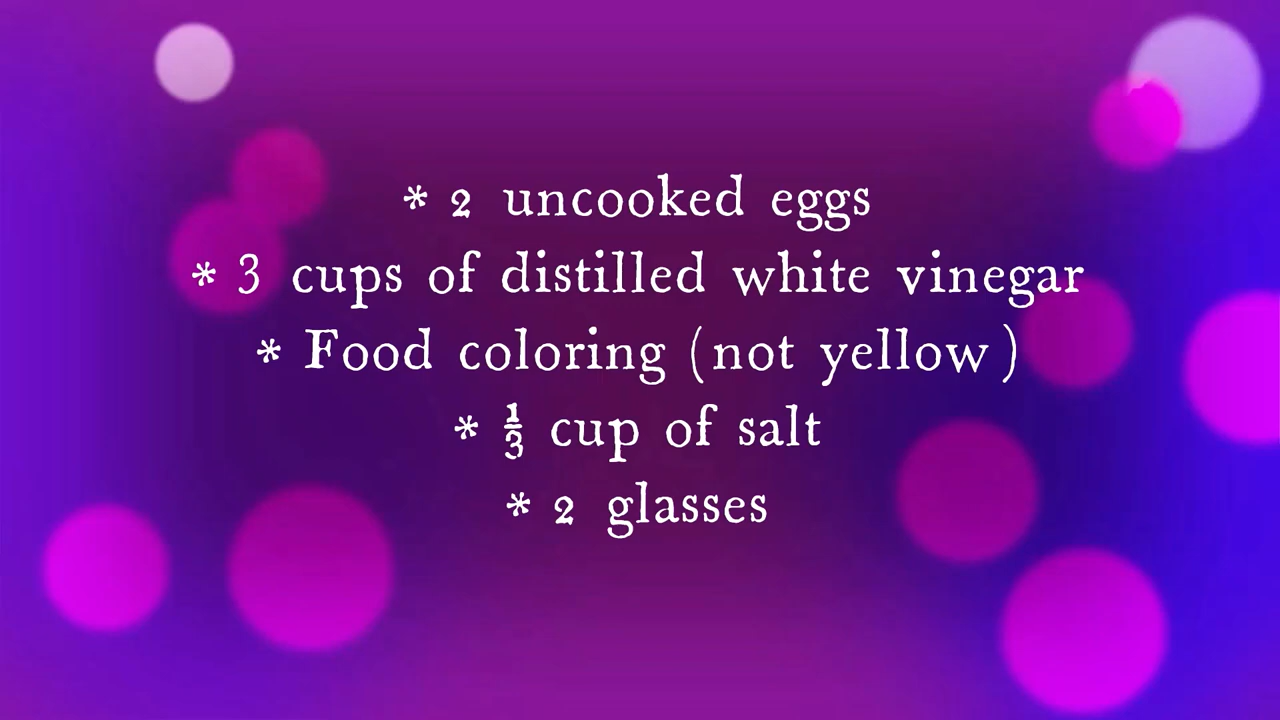 * 2 uncooked eggs
* 3 cups of distilled white vinegar
* Food coloring (not yellow)
* ⅓ cup of salt
* 2 glasses